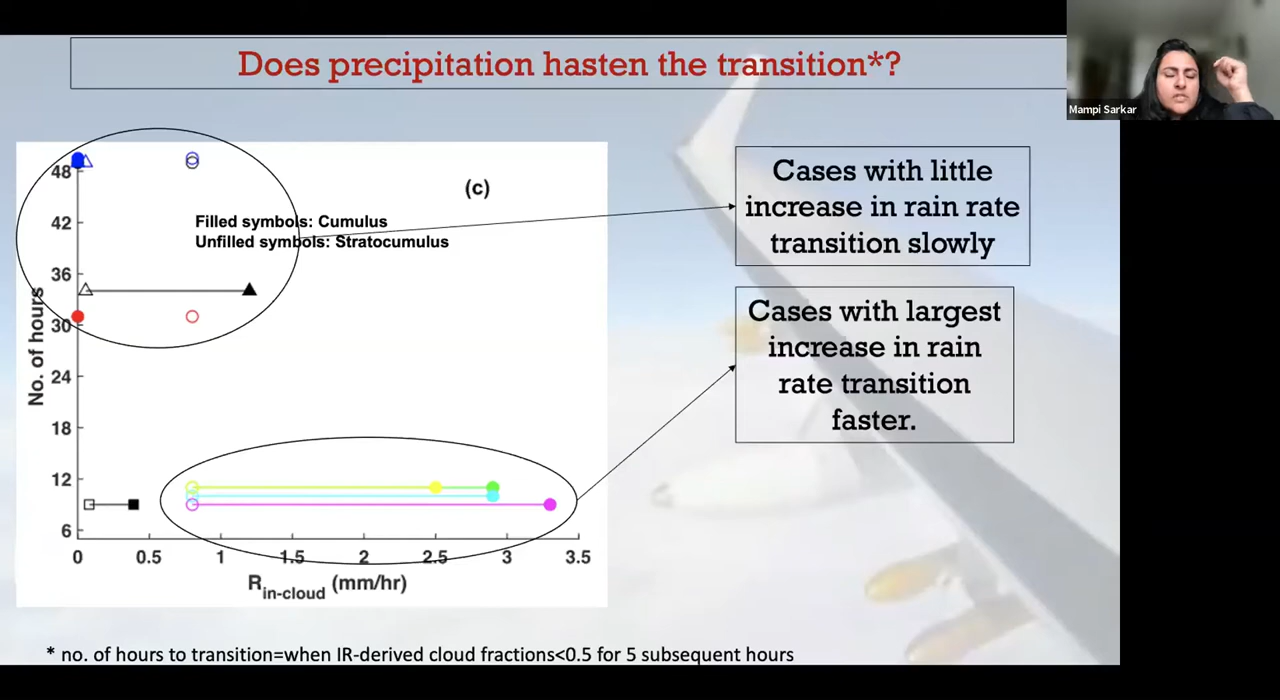 Does precipitation hasten the transition*?
Mampi Sarkar
(c)
Filled symbols: Cumulus
Unfilled symbols: Stratocumulus
No. of hours
48
42
36
30
24
18
12
6
0 0.5 1 1.5 2 2.5 3 3.5
Rin-cloud (mm/hr)
Cases with little
increase in rain rate
transition slowly
Cases with largest
increase in rain
rate transition
faster.
* no. of hours to transition=when IR-derived cloud fractions<0.5 for 5 subsequent hours